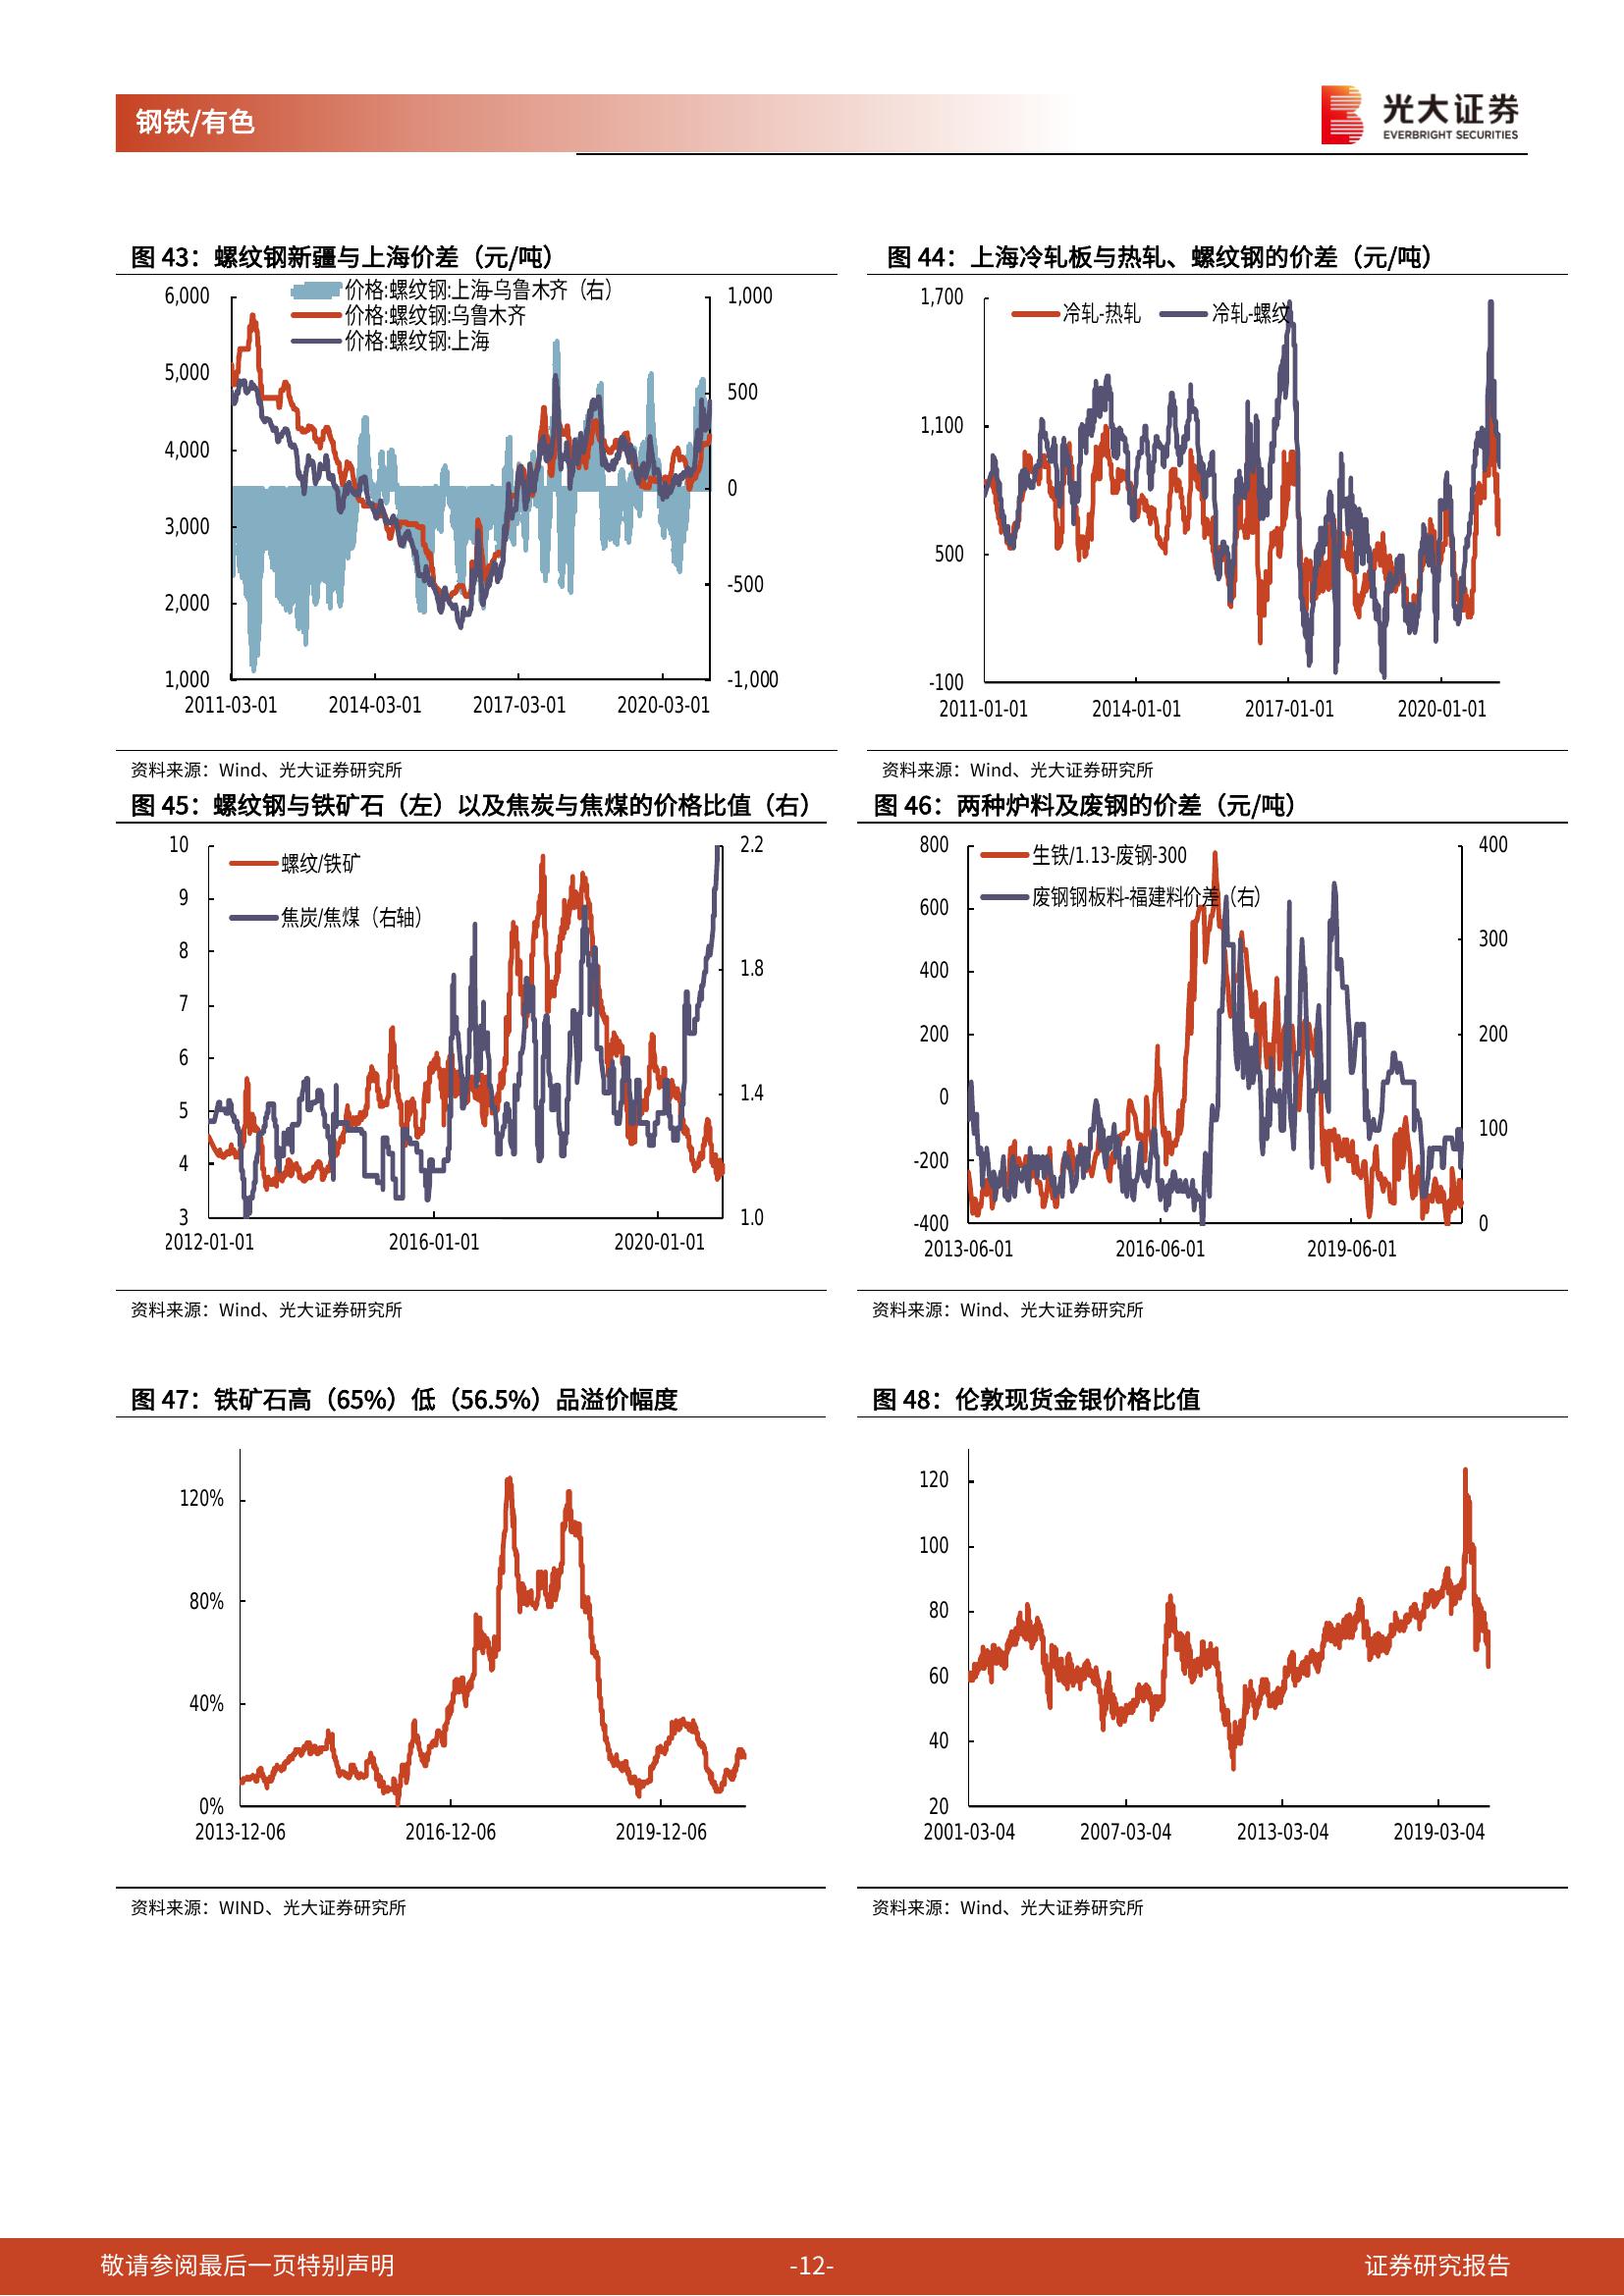 钢铁/有色
光大证券
EVERBRIGHT SECURITIES
图 43：螺纹钢新疆与上海价差（元/吨）
价格:螺纹钢:上海-乌鲁木齐（右）
价格:螺纹钢:乌鲁木齐
价格:螺纹钢:上海
6,000
5,000
4,000
3,000
2,000
1,000
1,000
500
0
-500
-1,000
2011-03-01 2014-03-01 2017-03-01 2020-03-01
资料来源：Wind、光大证券研究所
图 44：上海冷轧板与热轧、螺纹钢的价差（元/吨）
冷轧-热轧 冷轧-螺纹
1,700
1,100
500
-100
2011-01-01 2014-01-01 2017-01-01 2020-01-01
资料来源：Wind、光大证券研究所
图 45：螺纹钢与铁矿石（左）以及焦炭与焦煤的价格比值（右）
螺纹/铁矿
焦炭/焦煤（右轴）
10
9
8
7
6
5
4
3
2.2
1.8
1.4
1.0
2012-01-01 2016-01-01 2020-01-01
资料来源：Wind、光大证券研究所
图 46：两种炉料及废钢的价差（元/吨）
生铁/1.13-废钢-300
废钢钢板料-福建料价差（右）
800
600
400
200
0
-200
-400
400
300
200
100
0
2013-06-01 2016-06-01 2019-06-01
资料来源：Wind、光大证券研究所
图 47：铁矿石高（65%）低（56.5%）品溢价幅度
120%
80%
40%
0%
2013-12-06 2016-12-06 2019-12-06
资料来源：WIND、光大证券研究所
图 48：伦敦现货金银价格比值
120
100
80
60
40
20
2001-03-04 2007-03-04 2013-03-04 2019-03-04
资料来源：Wind、光大证券研究所
敬请参阅最后一页特别声明 -12- 证券研究报告